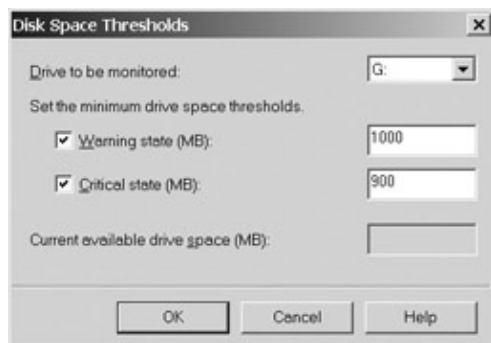 Disk Space Thresholds
Drive to be monitored: G:
Set the minimum drive space thresholds.
Warning state (MB): 1000
Critical state (MB): 900
Current available drive space (MB):
OK Cancel Help